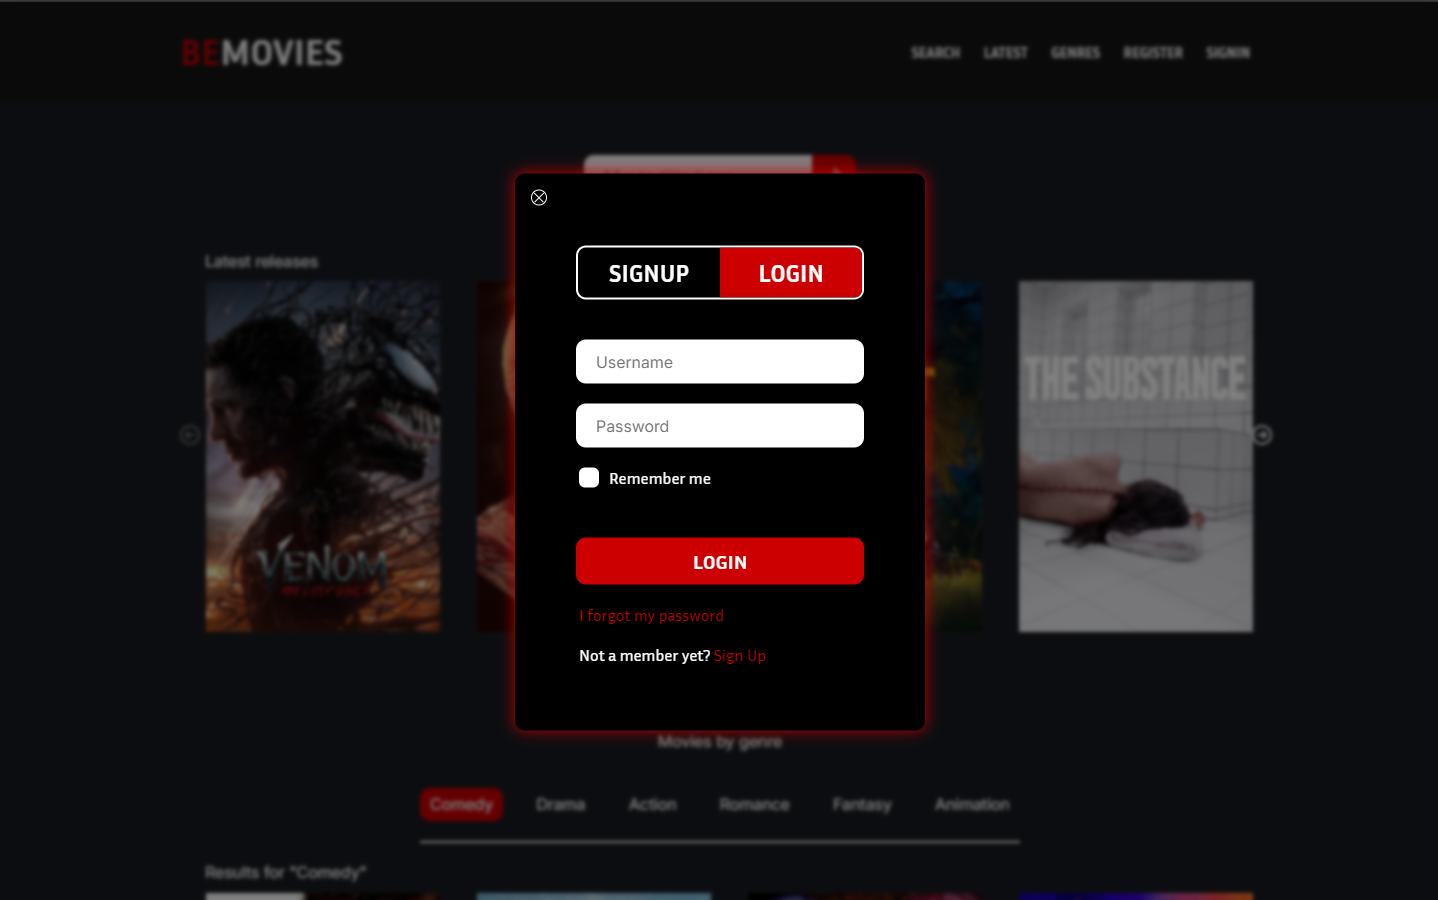 BEMOVIES
SEARCH LATEST GENRES REGISTER SIGNIN
SIGNUP LOGIN
Latest releases
Username
THE SUBSTANCE
Password
Remember me
VENOM
LOGIN
I forgot my password
Not a member yet? Sign Up
Movies by genre
Comedy Drama Action Romance Fantasy Animation
Results for "Comedy"